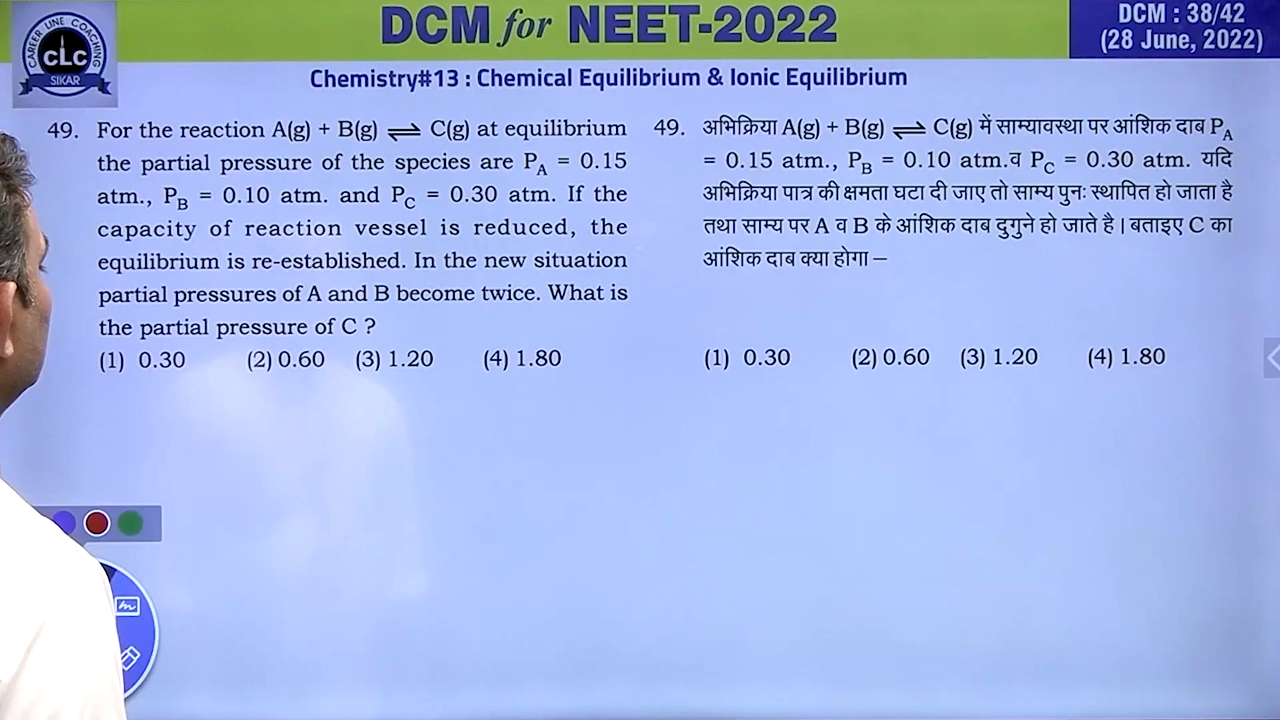 DCM for NEET-2022
DCM : 38/42
(28 June, 2022)
CAREER LINE COACHING
CLC
SIKAR
Chemistry#13 : Chemical Equilibrium & Ionic Equilibrium
49. For the reaction A(g) + B(g) ⇌ C(g) at equilibrium
the partial pressure of the species are P_A = 0.15
atm., P_B = 0.10 atm. and P_C = 0.30 atm. If the
capacity of reaction vessel is reduced, the
equilibrium is re-established. In the new situation
partial pressures of A and B become twice. What is
the partial pressure of C ?
(1) 0.30 (2) 0.60 (3) 1.20 (4) 1.80
49. अभिक्रिया A(g) + B(g) ⇌ C(g) में साम्यावस्था पर आंशिक दाब P_A
= 0.15 atm., P_B = 0.10 atm.व P_C = 0.30 atm. यदि
अभिक्रिया पात्र की क्षमता घटा दी जाए तो साम्य पुनः स्थापित हो जाता है
तथा साम्य पर A व B के आंशिक दाब दुगुने हो जाते है। बताइए C का
आंशिक दाब क्या होगा –
(1) 0.30 (2) 0.60 (3) 1.20 (4) 1.80